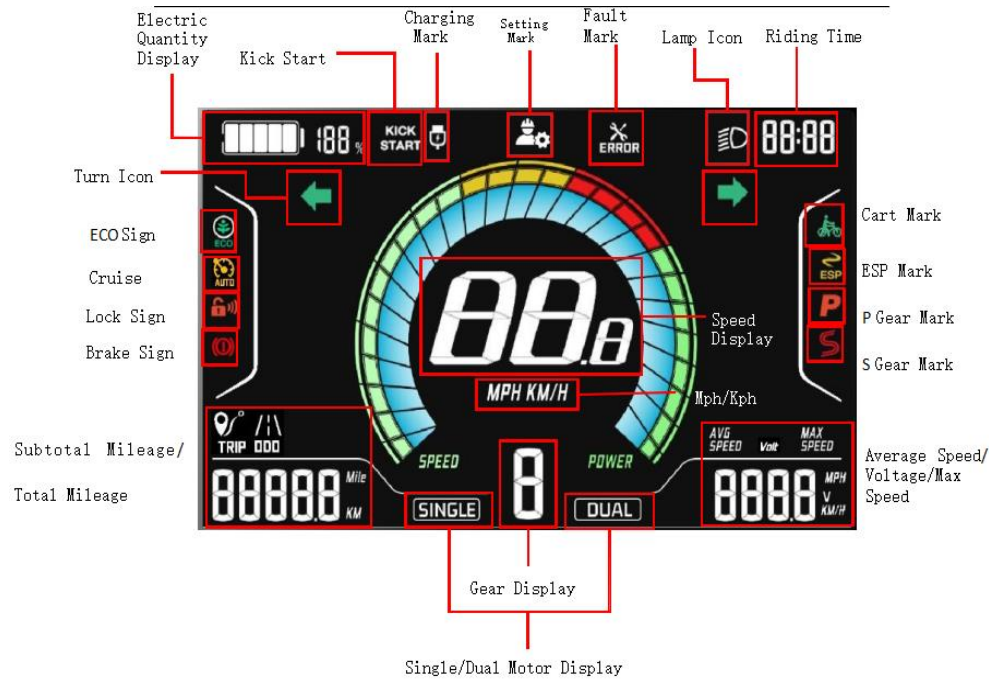 Electric
Quantity
Display
Kick Start
Charging
Mark
Setting
Mark
Fault
Mark
Lamp Icon
Riding Time
188 %
KICK
START
ERROR
88:88
Turn Icon
ECO Sign
ECO
Cruise
AUTO
Lock Sign
Brake Sign
Cart Mark
ESP
ESP Mark
P
P Gear Mark
S
S Gear Mark
88.8
Speed
Display
MPH KM/H
Mph/Kph
Subtotal Mileage/
Total Mileage
TRIP ODO
88888.8
Mile
KM
SPEED
POWER
SINGLE
8
DUAL
AVG
SPEED
Volt
MAX
SPEED
888.8
MPH
V
KM/H
Average Speed/
Voltage/Max
Speed
Gear Display
Single/Dual Motor Display